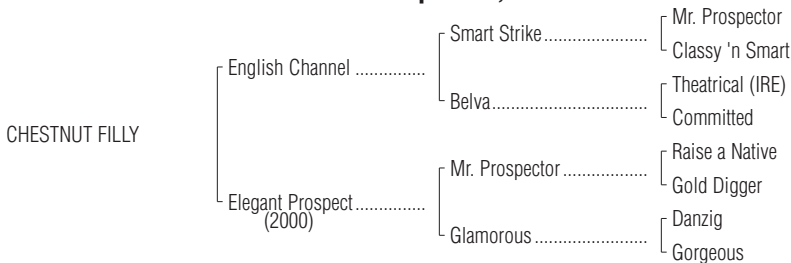 Mr. Prospector
Smart Strike........................
Classy 'n Smart
English Channel ................
Theatrical (IRE)
Belva...................................
Committed
CHESTNUT FILLY
Raise a Native
Mr. Prospector...................
Gold Digger
Elegant Prospect................
(2000)
Danzig
Glamorous.........................
Gorgeous